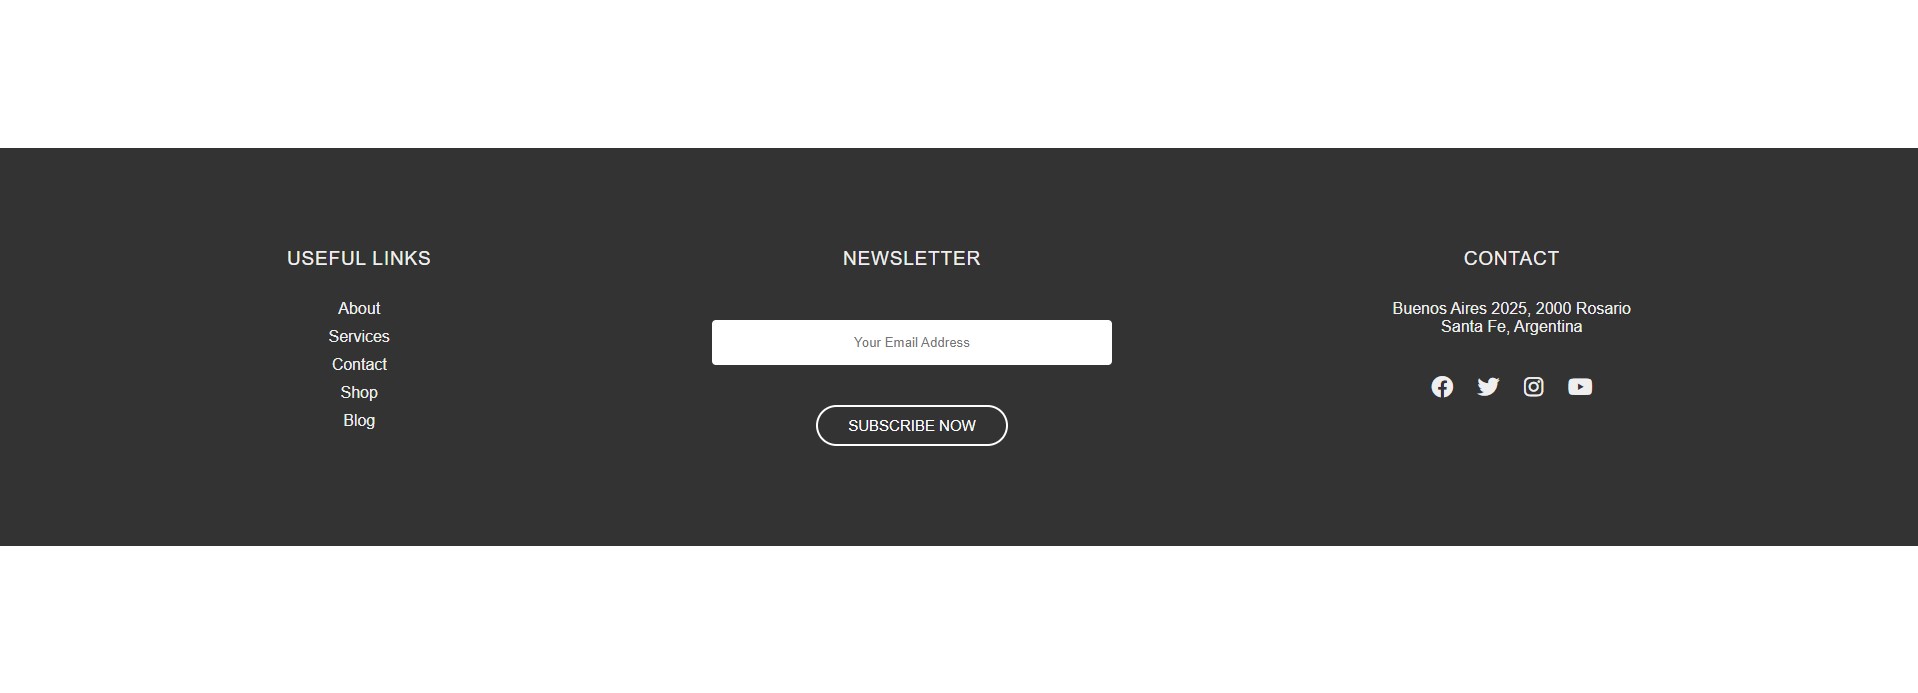 USEFUL LINKS
About
Services
Contact
Shop
Blog
NEWSLETTER
Your Email Address
SUBSCRIBE NOW
CONTACT
Buenos Aires 2025, 2000 Rosario
Santa Fe, Argentina